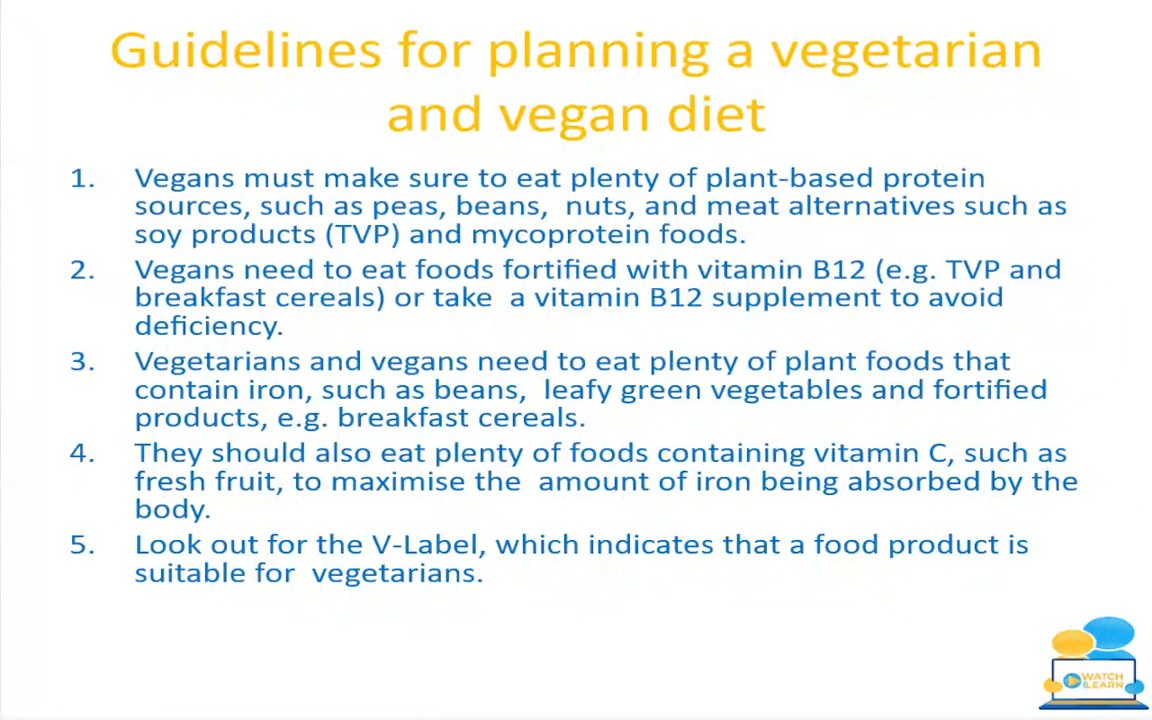 Guidelines for planning a vegetarian
and vegan diet
1. Vegans must make sure to eat plenty of plant-based protein
sources, such as peas, beans, nuts, and meat alternatives such as
soy products (TVP) and mycoprotein foods.
2. Vegans need to eat foods fortified with vitamin B12 (e.g. TVP and
breakfast cereals) or take a vitamin B12 supplement to avoid
deficiency.
3. Vegetarians and vegans need to eat plenty of plant foods that
contain iron, such as beans, leafy green vegetables and fortified
products, e.g. breakfast cereals.
4. They should also eat plenty of foods containing vitamin C, such as
fresh fruit, to maximise the amount of iron being absorbed by the
body.
5. Look out for the V-Label, which indicates that a food product is
suitable for vegetarians.
WATCH
&LEARN